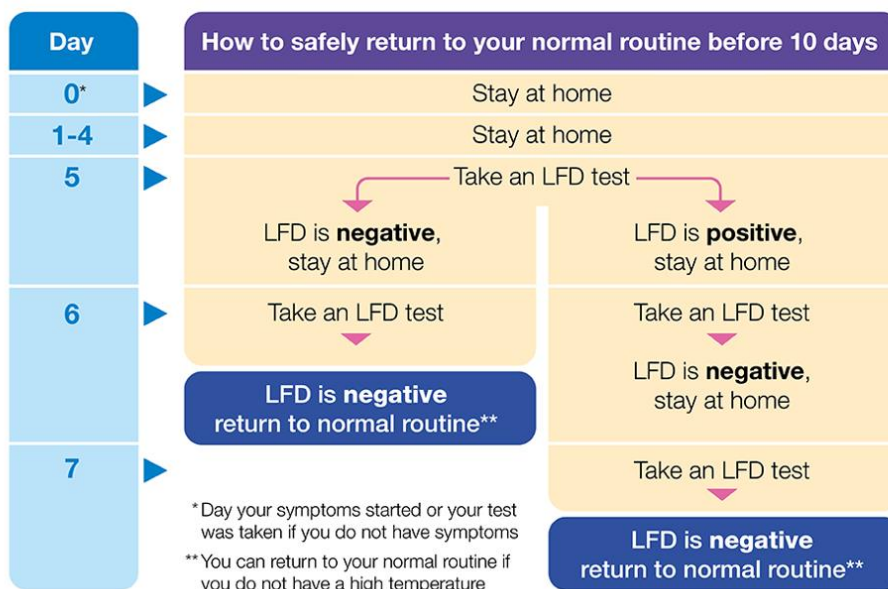 Day
How to safely return to your normal routine before 10 days
0*
Stay at home
1-4
Stay at home
5
Take an LFD test
LFD is negative,
stay at home
LFD is positive,
stay at home
6
Take an LFD test
LFD is negative
return to normal routine**
Take an LFD test
LFD is negative,
stay at home
7
Take an LFD test
LFD is negative
return to normal routine**
*Day your symptoms started or your test
was taken if you do not have symptoms
**You can return to your normal routine if
you do not have a high temperature